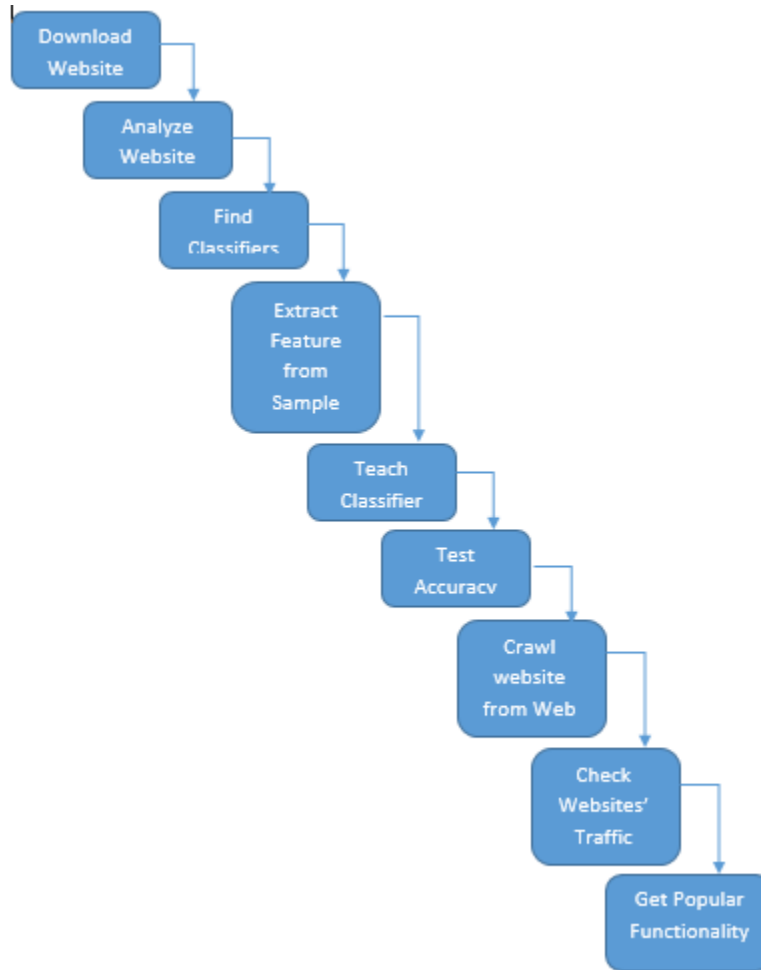 Download
Website
Analyze
Website
Find
Classifiers
Extract
Feature
from
Sample
Teach
Classifier
Test
Accuracy
Crawl
website
from Web
Check
Websites’
Traffic
Get Popular
Functionality